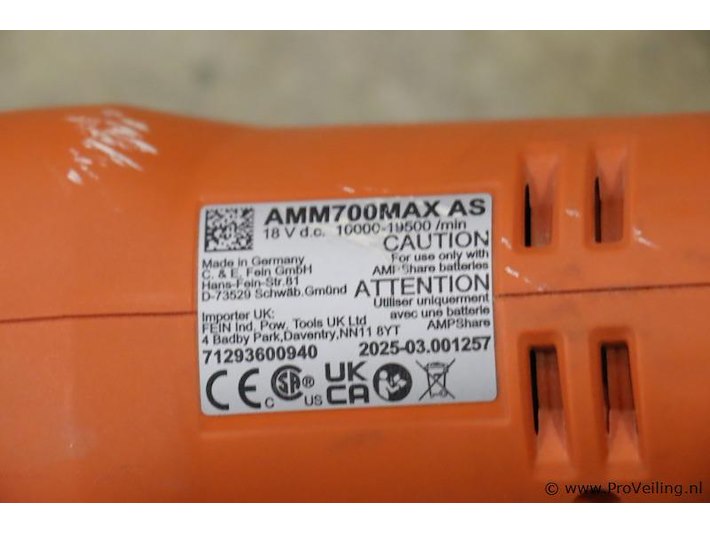 AMM700MAX AS
18 V d.c. 10000-19500 /min
Made in Germany
C. & E. Fein GmbH
Hans-Fein-Str.81
D-73529 Schwäb.Gmünd
CAUTION
For use only with
AMPShare batteries
ATTENTION
Utiliser uniquement
avec une batterie
AMPShare
Importer UK:
FEIN Ind. Pow. Tools UK Ltd
4 Badby Park,Daventry,NN11 8YT
71293600940 2025-03.001257
CE C SA ® C US UK CA
© www.ProVeiling.nl